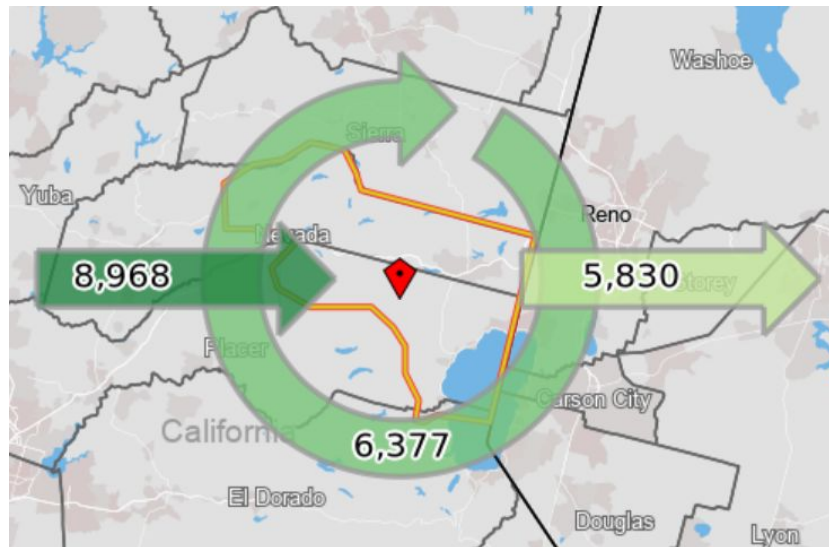 Washoe
Sierra
Yuba
Reno
Nevada
8,968
5,830
Storey
Placer
Carson City
California
6,377
El Dorado
Douglas
Lyon